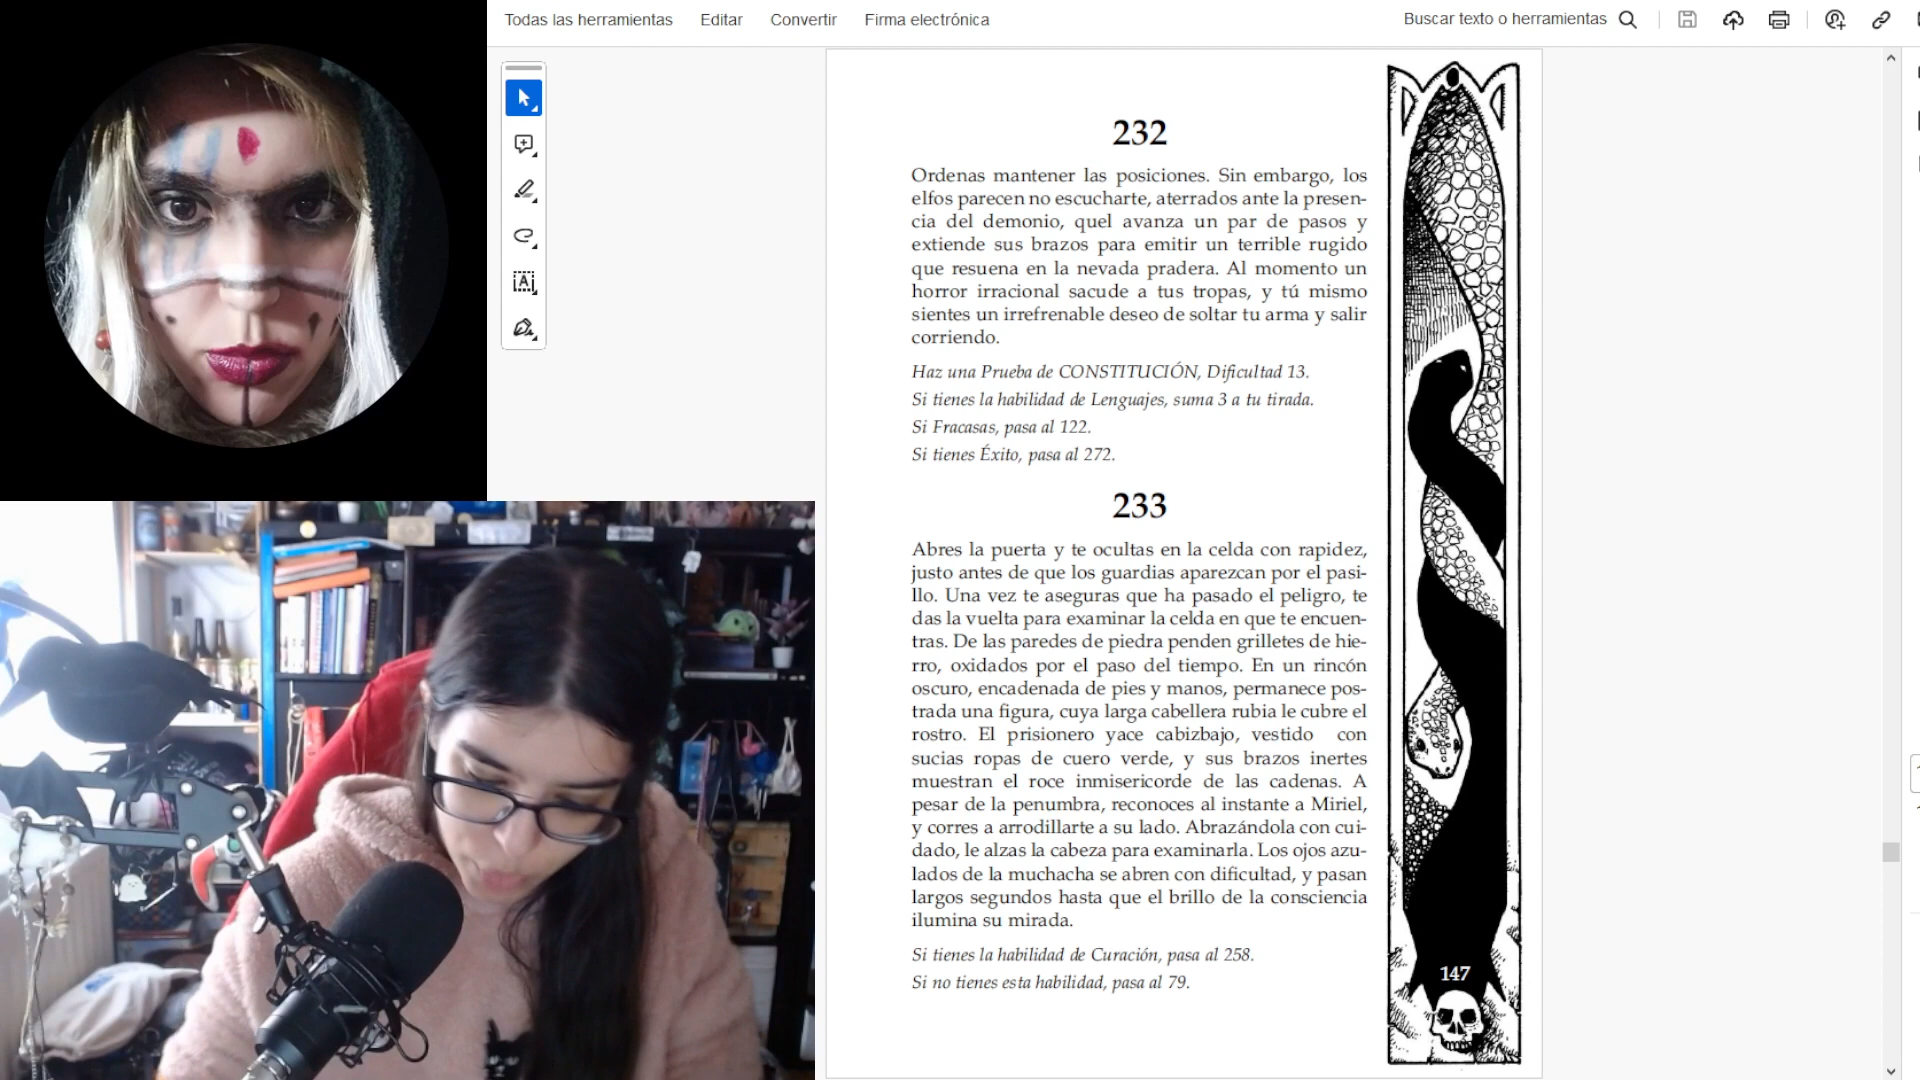 Todas las herramientas Editar Convertir Firma electrónica Buscar texto o herramientas
232
Ordenas mantener las posiciones. Sin embargo, los
elfos parecen no escucharte, aterrados ante la presen-
cia del demonio, quel avanza un par de pasos y
extiende sus brazos para emitir un terrible rugido
que resuena en la nevada pradera. Al momento un
horror irracional sacude a tus tropas, y tú mismo
sientes un irrefrenable deseo de soltar tu arma y salir
corriendo.
Haz una Prueba de CONSTITUCIÓN, Dificultad 13.
Si tienes la habilidad de Lenguajes, suma 3 a tu tirada.
Si Fracasas, pasa al 122.
Si tienes Éxito, pasa al 272.
233
Abres la puerta y te ocultas en la celda con rapidez,
justo antes de que los guardias aparezcan por el pasi-
llo. Una vez te aseguras que ha pasado el peligro, te
das la vuelta para examinar la celda en que te encuen-
tras. De las paredes de piedra penden grilletes de hie-
rro, oxidados por el paso del tiempo. En un rincón
oscuro, encadenada de pies y manos, permanece pos-
trada una figura, cuya larga cabellera rubia le cubre el
rostro. El prisionero yace cabizbajo, vestido con
sucias ropas de cuero verde, y sus brazos inertes
muestran el roce inmisericorde de las cadenas. A
pesar de la penumbra, reconoces al instante a Miriel,
y corres a arrodillarte a su lado. Abrazándola con cui-
dado, le alzas la cabeza para examinarla. Los ojos azu-
lados de la muchacha se abren con dificultad, y pasan
largos segundos hasta que el brillo de la consciencia
ilumina su mirada.
Si tienes la habilidad de Curación, pasa al 258.
Si no tienes esta habilidad, pasa al 79.
147